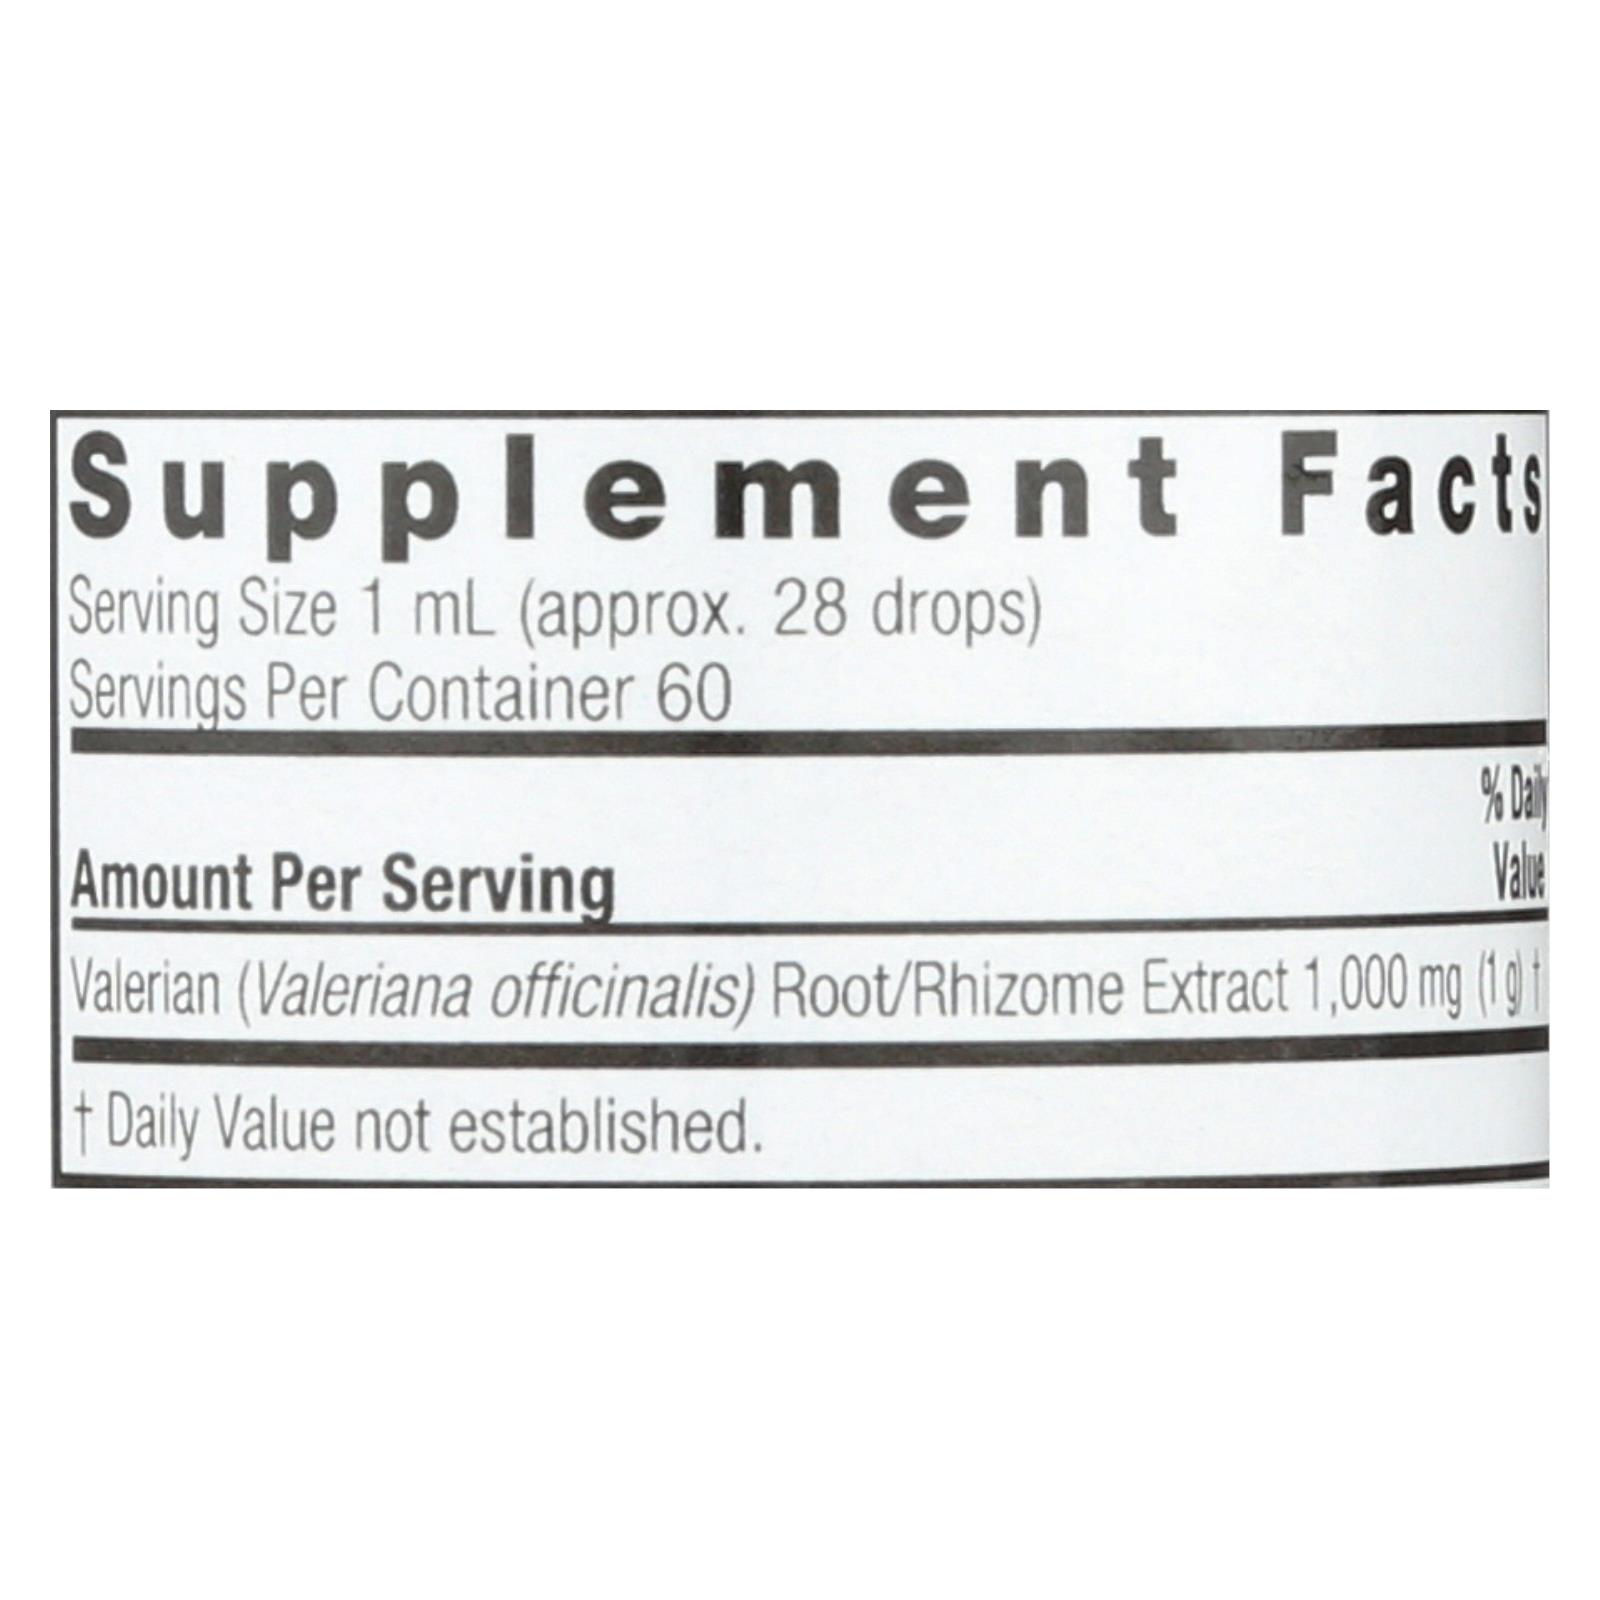 Supplement Facts
Serving Size 1 mL (approx. 28 drops)
Servings Per Container 60
% Daily
Value
Amount Per Serving
Valerian (Valeriana officinalis) Root/Rhizome Extract 1,000 mg (1 g) †
† Daily Value not established.